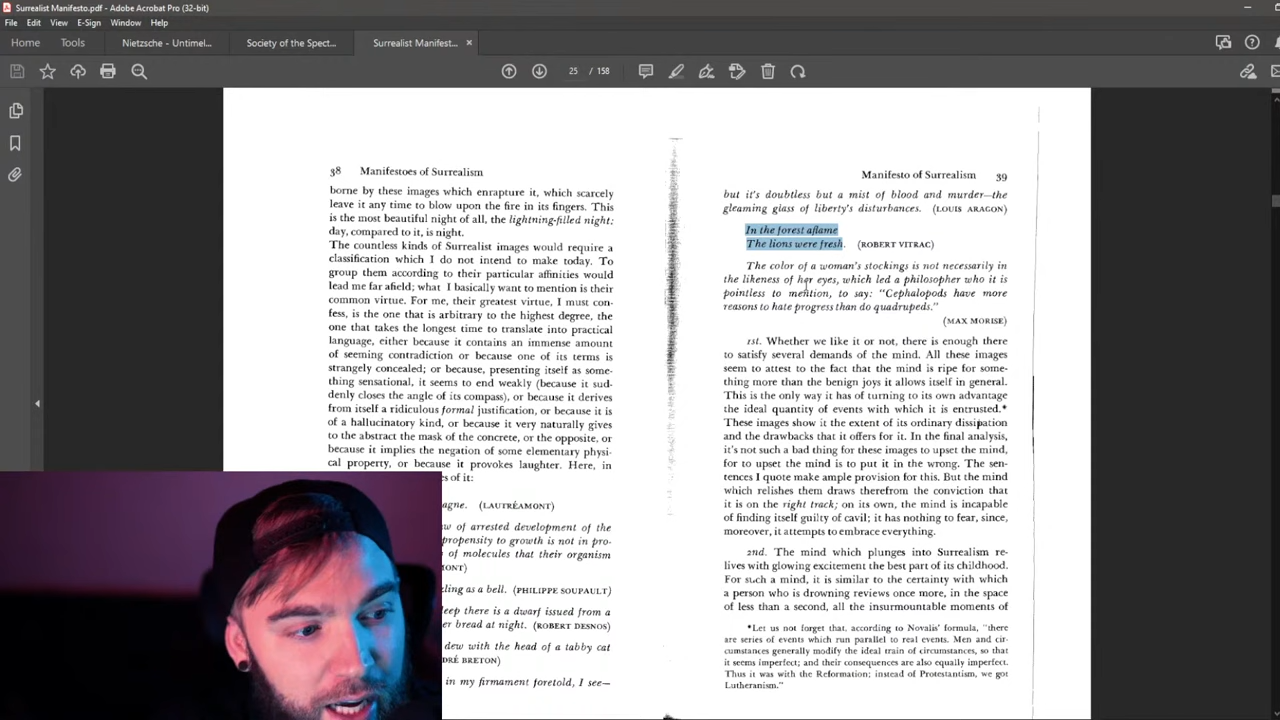 Surrealist Manifesto.pdf - Adobe Acrobat Pro (32-bit)
File Edit View E-Sign Window Help
Home Tools Nietzsche - Untimel... Society of the Spect... Surrealist Manifest... ×
25 / 158
38 Manifestoes of Surrealism
borne by these images which enrapture it, which scarcely
leave it any time to blow upon the fire in its fingers. This
is the most beautiful night of all, the lightning-filled night:
day, compared to it, is night.
The countless kinds of Surrealist images would require a
classification which I do not intend to make today. To
group them according to their particular affinities would
lead me far afield; what I basically want to mention is their
common virtue. For me, their greatest virtue, I must con-
fess, is the one that is arbitrary to the highest degree, the
one that takes the longest time to translate into practical
language, either because it contains an immense amount
of seeming contradiction or because one of its terms is
strangely concealed; or because, presenting itself as some-
thing sensational, it seems to end weakly (because it sud-
denly closes the angle of its compass), or because it derives
from itself a ridiculous formal justification, or because it is
of a hallucinatory kind, or because it very naturally gives
to the abstract the mask of the concrete, or the opposite, or
because it implies the negation of some elementary physi-
cal property, or because it provokes laughter. Here, in
es of it:
agne. (LAUTRÉAMONT)
w of arrested development of the
propensity to growth is not in pro-
n of molecules that their organism
MONT)
kling as a bell. (PHILIPPE SOUPAULT)
leep there is a dwarf issued from a
er bread at night. (ROBERT DESNOS)
dew with the head of a tabby cat
DRÉ BRETON)
in my firmament foretold, I see—
Manifesto of Surrealism 39
but it's doubtless but a mist of blood and murder—the
gleaming glass of liberty's disturbances. (LOUIS ARAGON)
In the forest aflame
The lions were fresh. (ROBERT VITRAC)
The color of a woman's stockings is not necessarily in
the likeness of her eyes, which led a philosopher who it is
pointless to mention, to say: "Cephalopods have more
reasons to hate progress than do quadrupeds."
(MAX MORISE)
1st. Whether we like it or not, there is enough there
to satisfy several demands of the mind. All these images
seem to attest to the fact that the mind is ripe for some-
thing more than the benign joys it allows itself in general.
This is the only way it has of turning to its own advantage
the ideal quantity of events with which it is entrusted.*
These images show it the extent of its ordinary dissipation
and the drawbacks that it offers for it. In the final analysis,
it's not such a bad thing for these images to upset the mind,
for to upset the mind is to put it in the wrong. The sen-
tences I quote make ample provision for this. But the mind
which relishes them draws therefrom the conviction that
it is on the right track; on its own, the mind is incapable
of finding itself guilty of cavil; it has nothing to fear, since,
moreover, it attempts to embrace everything.
2nd. The mind which plunges into Surrealism re-
lives with glowing excitement the best part of its childhood.
For such a mind, it is similar to the certainty with which
a person who is drowning reviews once more, in the space
of less than a second, all the insurmountable moments of
*Let us not forget that, according to Novalis' formula, "there
are series of events which run parallel to real events. Men and cir-
cumstances generally modify the ideal train of circumstances, so that
it seems imperfect; and their consequences are also equally imperfect.
Thus it was with the Reformation; instead of Protestantism, we got
Lutheranism."